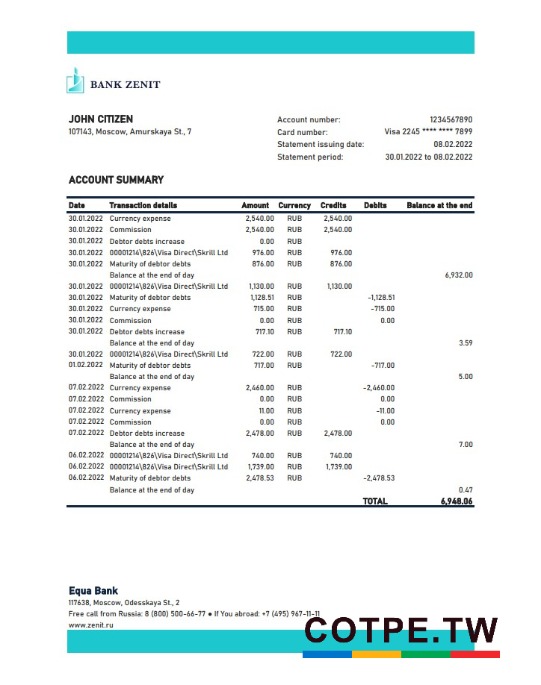 BANK ZENIT
JOHN CITIZEN
107143, Moscow, Amurskaya St., 7
Account number: 1234567890
Card number: Visa 2245 **** **** 7899
Statement issuing date: 08.02.2022
Statement period: 30.01.2022 to 08.02.2022
ACCOUNT SUMMARY
Date Transaction details Amount Currency Credits Debits Balance at the end
30.01.2022 Currency expense 2,540.00 RUB 2,540.00
30.01.2022 Commission 2,540.00 RUB 2,540.00
30.01.2022 Debtor debts increase 0.00 RUB
30.01.2022 00001214\826\Visa Direct\Skrill Ltd 976.00 RUB 976.00
30.01.2022 Maturity of debtor debts 876.00 RUB 876.00
Balance at the end of day 6,932.00
30.01.2022 00001214\826\Visa Direct\Skrill Ltd 1,130.00 RUB 1,130.00
30.01.2022 Maturity of debtor debts 1,128.51 RUB -1,128.51
30.01.2022 Currency expense 715.00 RUB -715.00
30.01.2022 Commission 0.00 RUB 0.00
30.01.2022 Debtor debts increase 717.10 RUB 717.10
Balance at the end of day 3.59
30.01.2022 00001214\826\Visa Direct\Skrill Ltd 722.00 RUB 722.00
01.02.2022 Maturity of debtor debts 717.00 RUB -717.00
Balance at the end of day 5.00
07.02.2022 Currency expense 2,460.00 RUB -2,460.00
07.02.2022 Commission 0.00 RUB 0.00
07.02.2022 Currency expense 11.00 RUB -11.00
07.02.2022 Commission 0.00 RUB 0.00
07.02.2022 Debtor debts increase 2,478.00 RUB 2,478.00
Balance at the end of day 7.00
06.02.2022 00001214\826\Visa Direct\Skrill Ltd 740.00 RUB 740.00
06.02.2022 00001214\826\Visa Direct\Skrill Ltd 1,739.00 RUB 1,739.00
06.02.2022 Maturity of debtor debts 2,478.53 RUB -2,478.53
Balance at the end of day 0.47
TOTAL 6,948.06
Equa Bank
117638, Moscow, Odesskaya St., 2
Free call from Russia: 8 (800) 500-66-77 • If You abroad: +7 (495) 967-11-11
www.zenit.ru
COTPE.TW